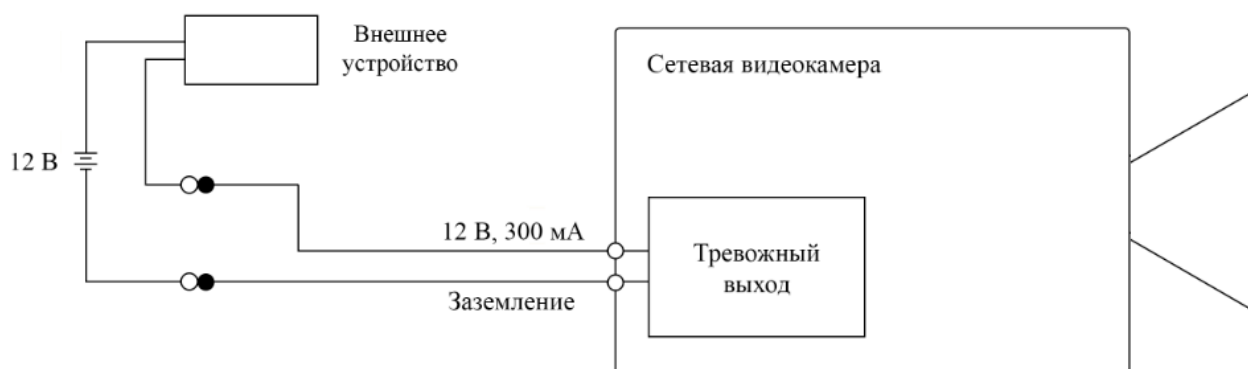 Внешнее
устройство
Сетевая видеокамера
12 В
12 В, 300 мА
Тревожный
выход
Заземление